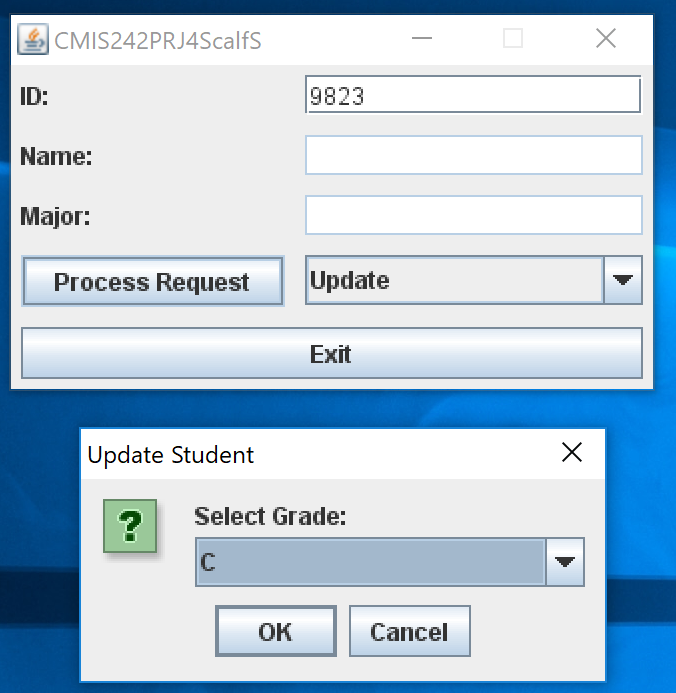 CMIS242PRJ4ScalfS
ID: 9823
Name:
Major:
Process Request Update
Exit
Update Student
?
Select Grade:
C
OK Cancel